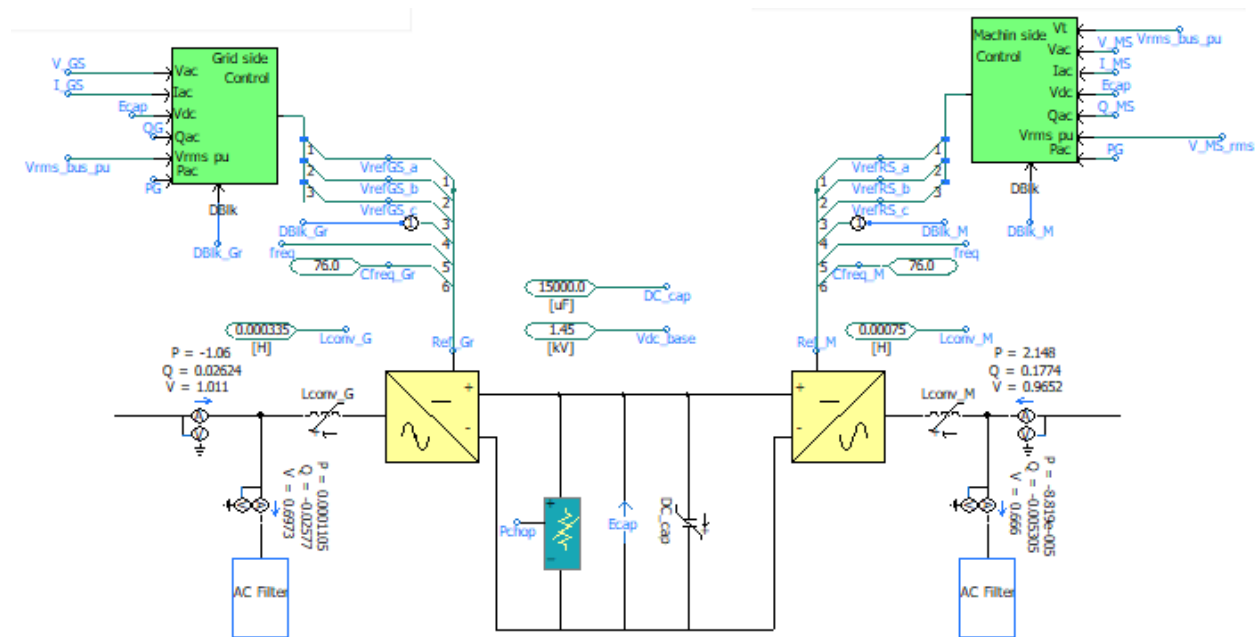 Grid side
Control
Vac
Iac
Vdc
Qac
Vrms pu
Pac
DBlk
V_GS
I_GS
Ecap
QG
Vrms_bus_pu
PG
DBlk_Gr
1
2
3
VrefGS_a
VrefGS_b
VrefGS_c
DBlk_Gr
1
freq
76.0
Cfreq_Gr
1
2
3
4
5
6
Ref_Gr
0.000335
[H]
Lconv_G
15000.0
[uF]
DC_cap
1.45
[kV]
Vdc_base
Machin side
Control
Vt
Vac
Iac
Vdc
Qac
Vrms pu
Pac
DBlk
Vrms_bus_pu
V_MS
I_MS
Ecap
Q_MS
V_MS_rms
PG
DBlk_M
1
2
3
VrefRS_a
VrefRS_b
VrefRS_c
1
DBlk_M
freq
Cfreq_M
76.0
1
2
3
4
5
6
Ref_M
0.00075
[H]
Lconv_M
P = -1.06
Q = 0.02624
V = 1.011
A
V
Lconv_G
+
-
P = 0.0001105
Q = -0.02577
V = 0.6973
A
V
AC Filter
Pchop
+
-
Ecap
DC_cap
+
-
Lconv_M
P = 2.148
Q = 0.1774
V = 0.9652
A
V
P = -8.819e-005
Q = -0.005305
V = 0.666
A
V
AC Filter